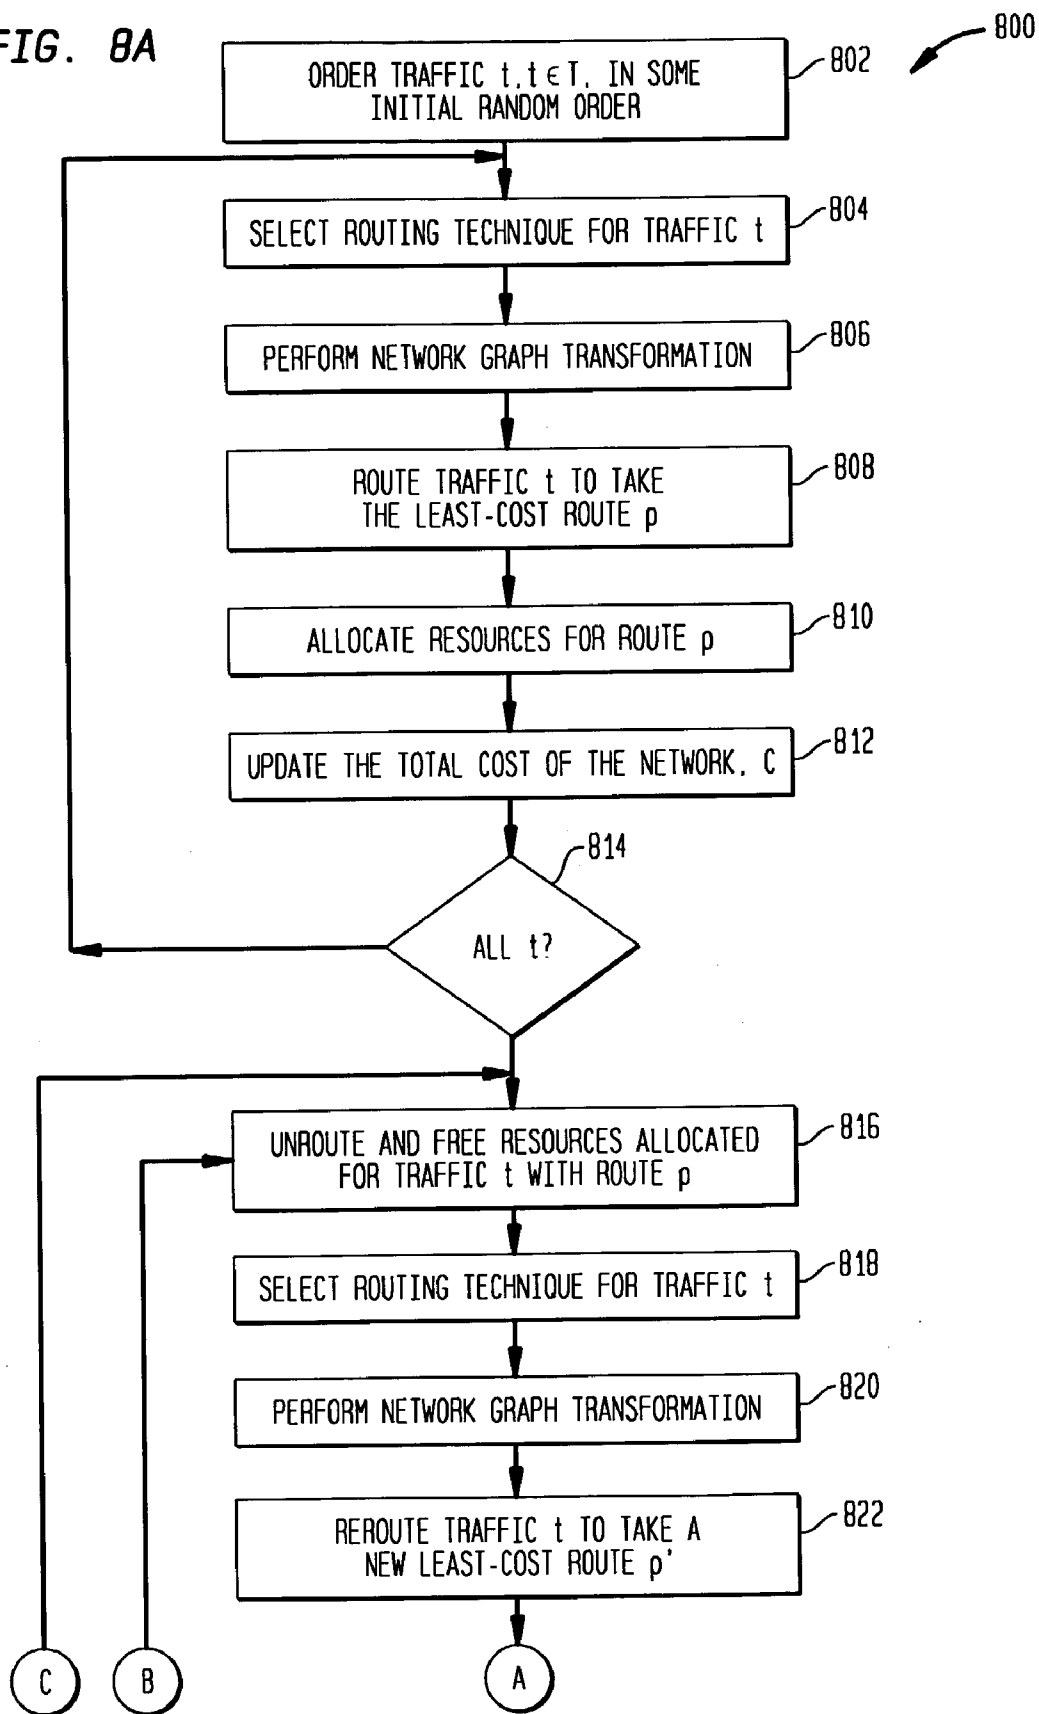 FIG. 8A
800
ORDER TRAFFIC t, t ∈ T, IN SOME
INITIAL RANDOM ORDER
802
SELECT ROUTING TECHNIQUE FOR TRAFFIC t
804
PERFORM NETWORK GRAPH TRANSFORMATION
806
ROUTE TRAFFIC t TO TAKE
THE LEAST-COST ROUTE p
808
ALLOCATE RESOURCES FOR ROUTE p
810
UPDATE THE TOTAL COST OF THE NETWORK, C
812
814
ALL t?
UNROUTE AND FREE RESOURCES ALLOCATED
FOR TRAFFIC t WITH ROUTE p
816
SELECT ROUTING TECHNIQUE FOR TRAFFIC t
818
PERFORM NETWORK GRAPH TRANSFORMATION
820
REROUTE TRAFFIC t TO TAKE A
NEW LEAST-COST ROUTE p'
822
C
B
A